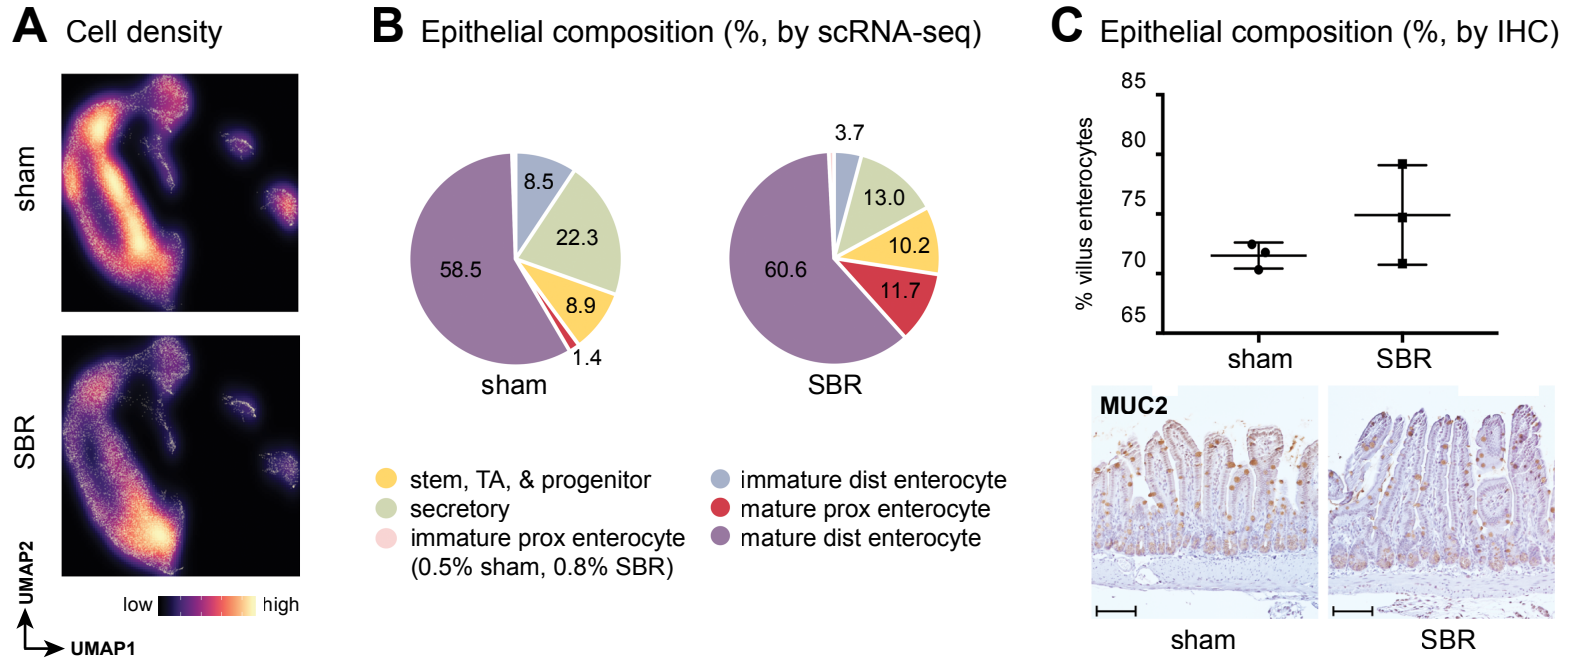 A Cell density
sham
SBR
UMAP2
UMAP1
low
high
B Epithelial composition (%, by scRNA-seq)
8.5
22.3
8.9
1.4
58.5
sham
3.7
13.0
10.2
11.7
60.6
SBR
stem, TA, & progenitor
secretory
immature prox enterocyte
(0.5% sham, 0.8% SBR)
immature dist enterocyte
mature prox enterocyte
mature dist enterocyte
C Epithelial composition (%, by IHC)
% villus enterocytes
85
80
75
70
65
sham
SBR
MUC2
sham
SBR